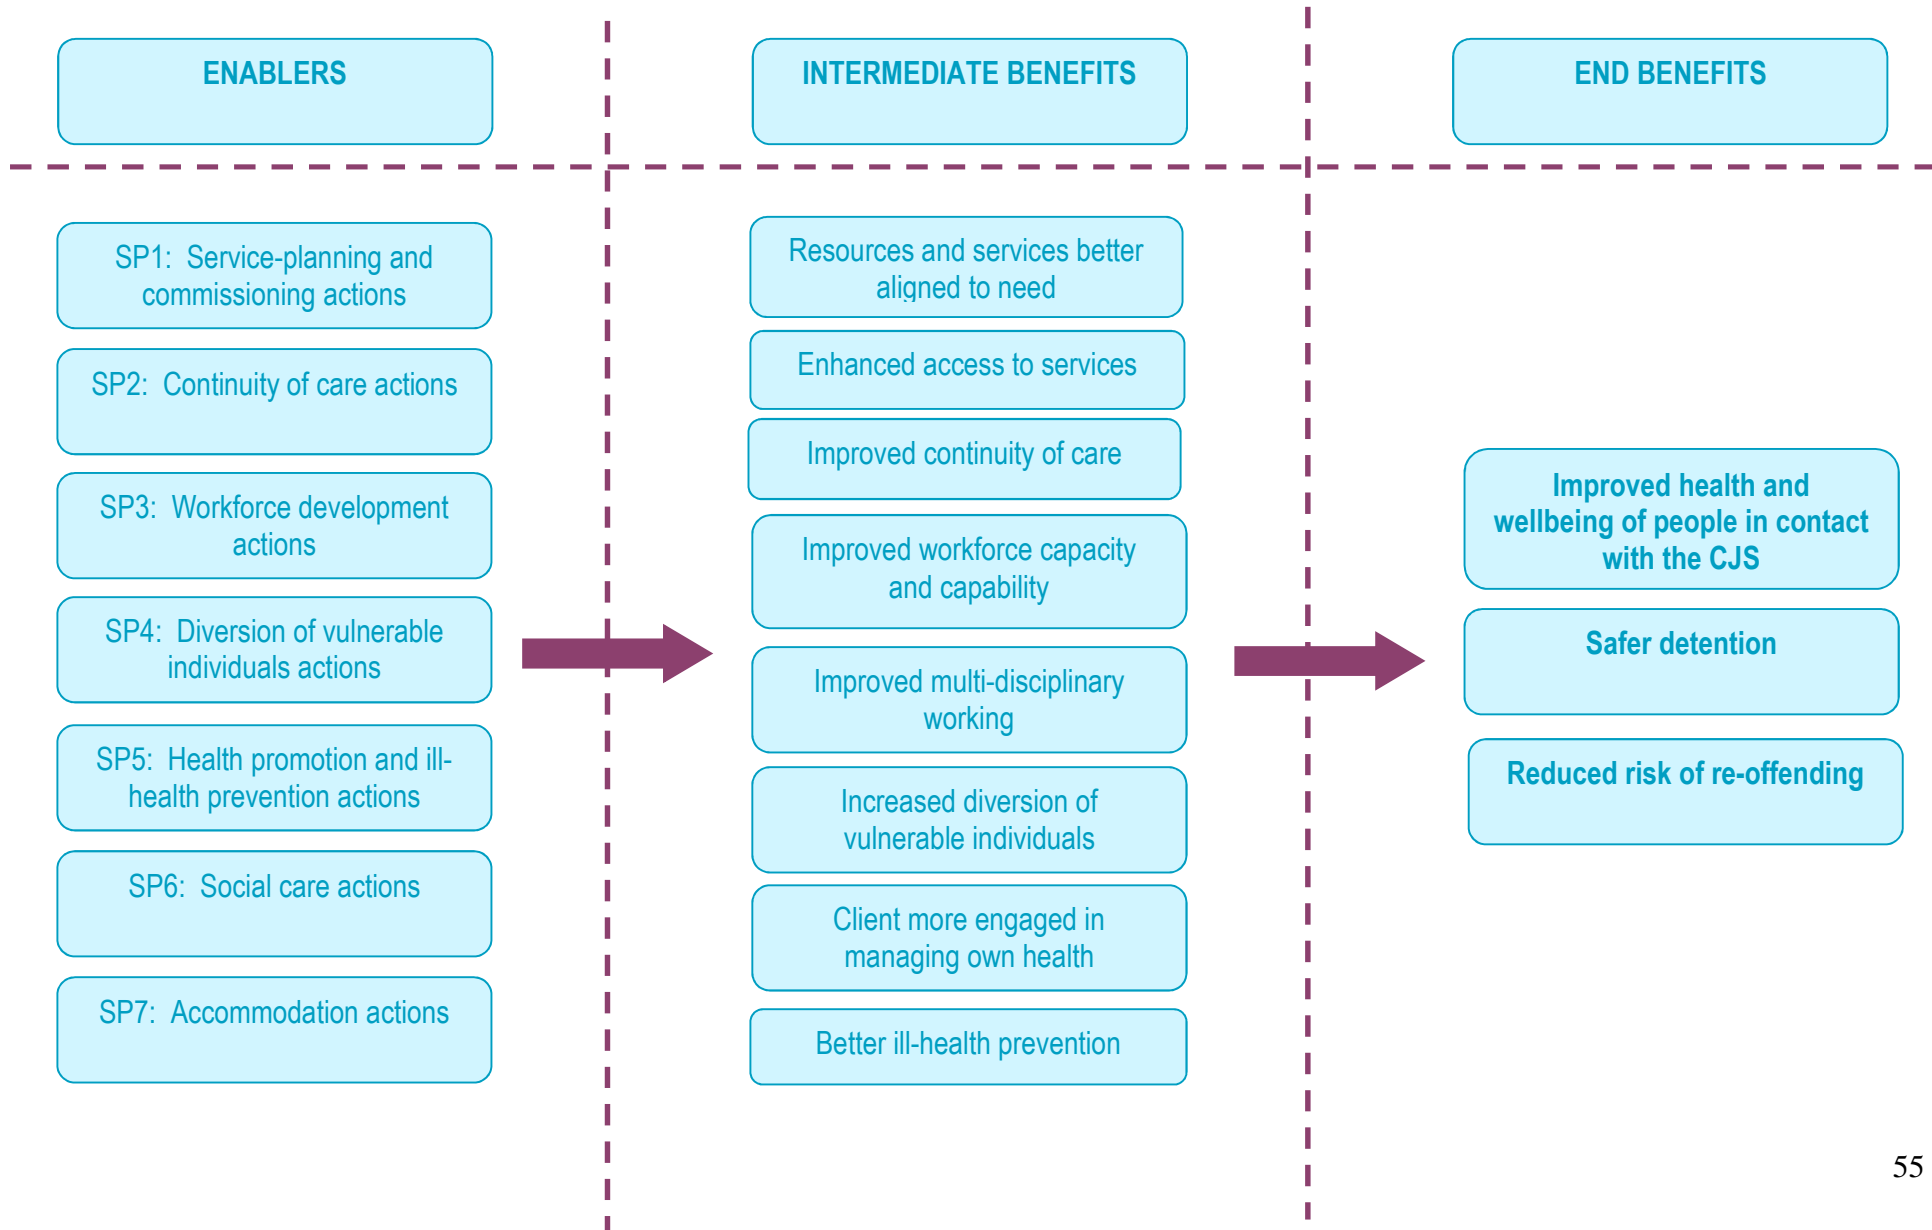 ENABLERS
INTERMEDIATE BENEFITS
END BENEFITS
SP1: Service-planning and
commissioning actions
SP2: Continuity of care actions
SP3: Workforce development
actions
SP4: Diversion of vulnerable
individuals actions
SP5: Health promotion and ill-
health prevention actions
SP6: Social care actions
SP7: Accommodation actions
Resources and services better
aligned to need
Enhanced access to services
Improved continuity of care
Improved workforce capacity
and capability
Improved multi-disciplinary
working
Increased diversion of
vulnerable individuals
Client more engaged in
managing own health
Better ill-health prevention
Improved health and
wellbeing of people in contact
with the CJS
Safer detention
Reduced risk of re-offending
55